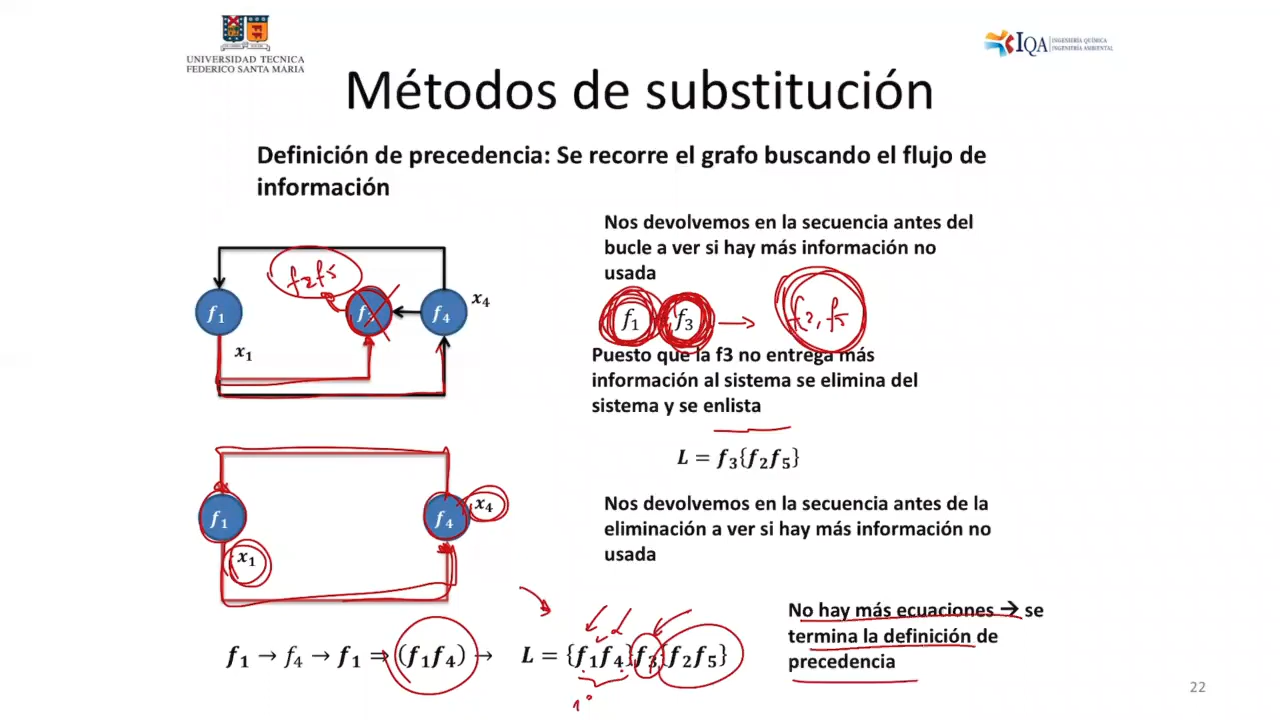 UNIVERSIDAD TECNICA
FEDERICO SANTA MARIA
IQA
INGENIERÍA QUÍMICA
INGENIERÍA AMBIENTAL
Métodos de substitución
Definición de precedencia: Se recorre el grafo buscando el flujo de
información
Nos devolvemos en la secuencia antes del
bucle a ver si hay más información no
usada
f2f5
f1
f4
x4
x1
f1 f3 → f2, f5
Puesto que la f3 no entrega más
información al sistema se elimina del
sistema y se enlista
L = f3{f2f5}
Nos devolvemos en la secuencia antes de la
eliminación a ver si hay más información no
usada
f1
f4
x4
x1
No hay más ecuaciones → se
termina la definición de
precedencia
f1 → f4 → f1 ⇒ (f1f4) → L = {f1f4}f3{f2f5}
1°
22